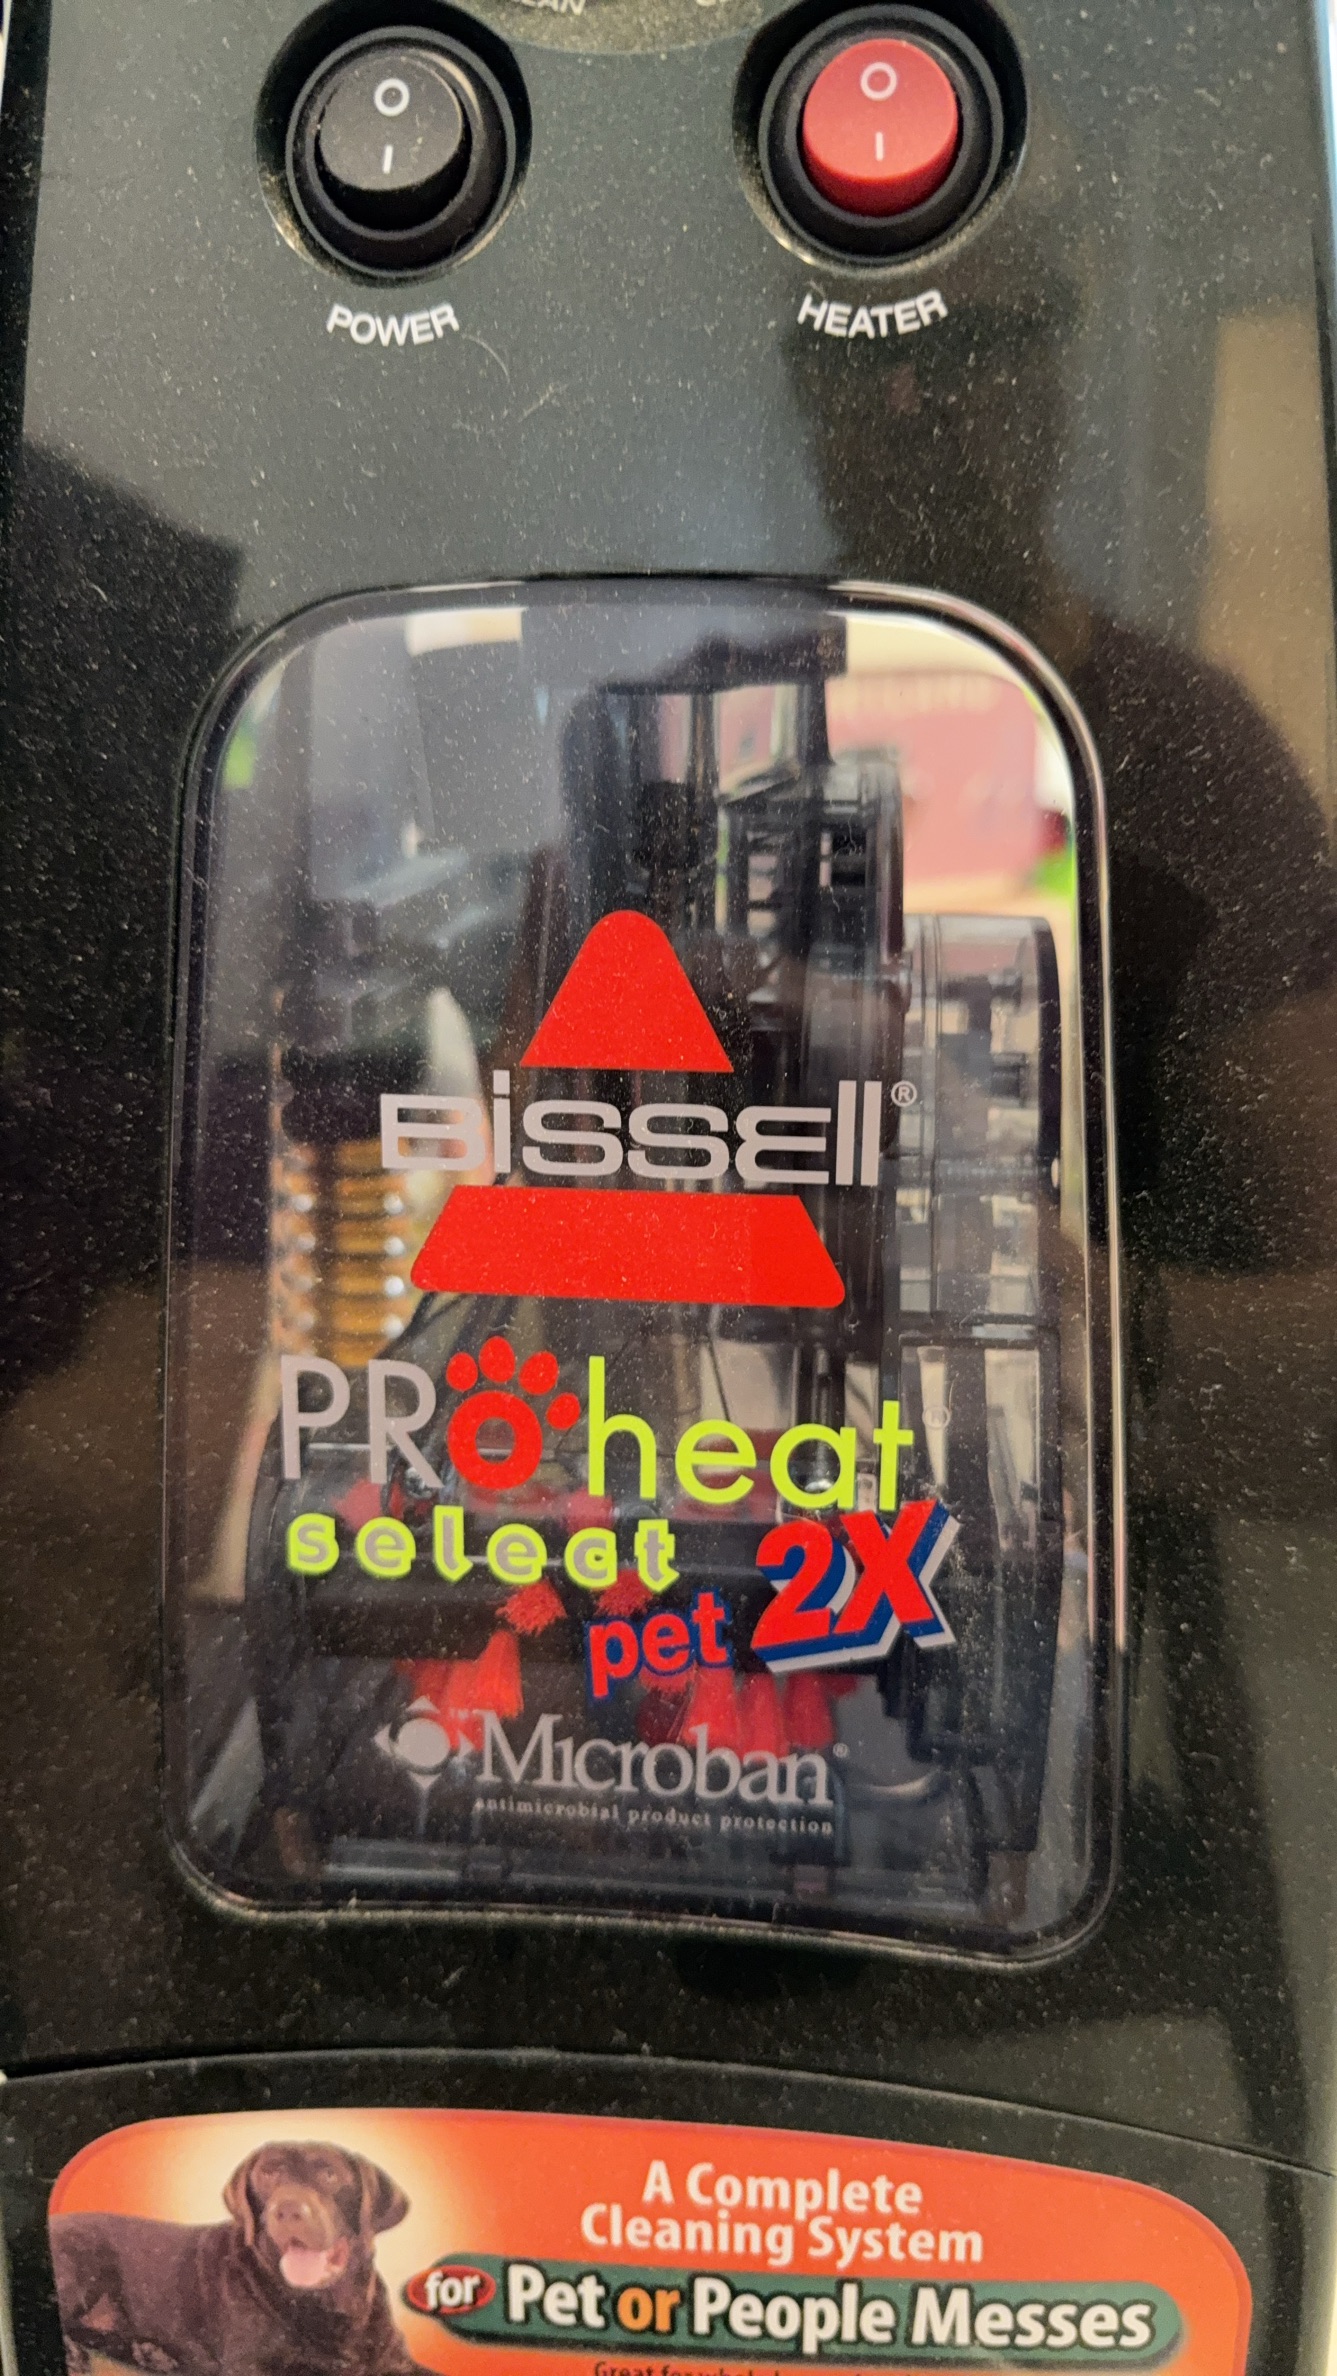 O O
I I
POWER HEATER
BISSELL®
PROheat®
select 2X
pet
Microban®
antimicrobial product protection
A Complete
Cleaning System
for Pet or People Messes